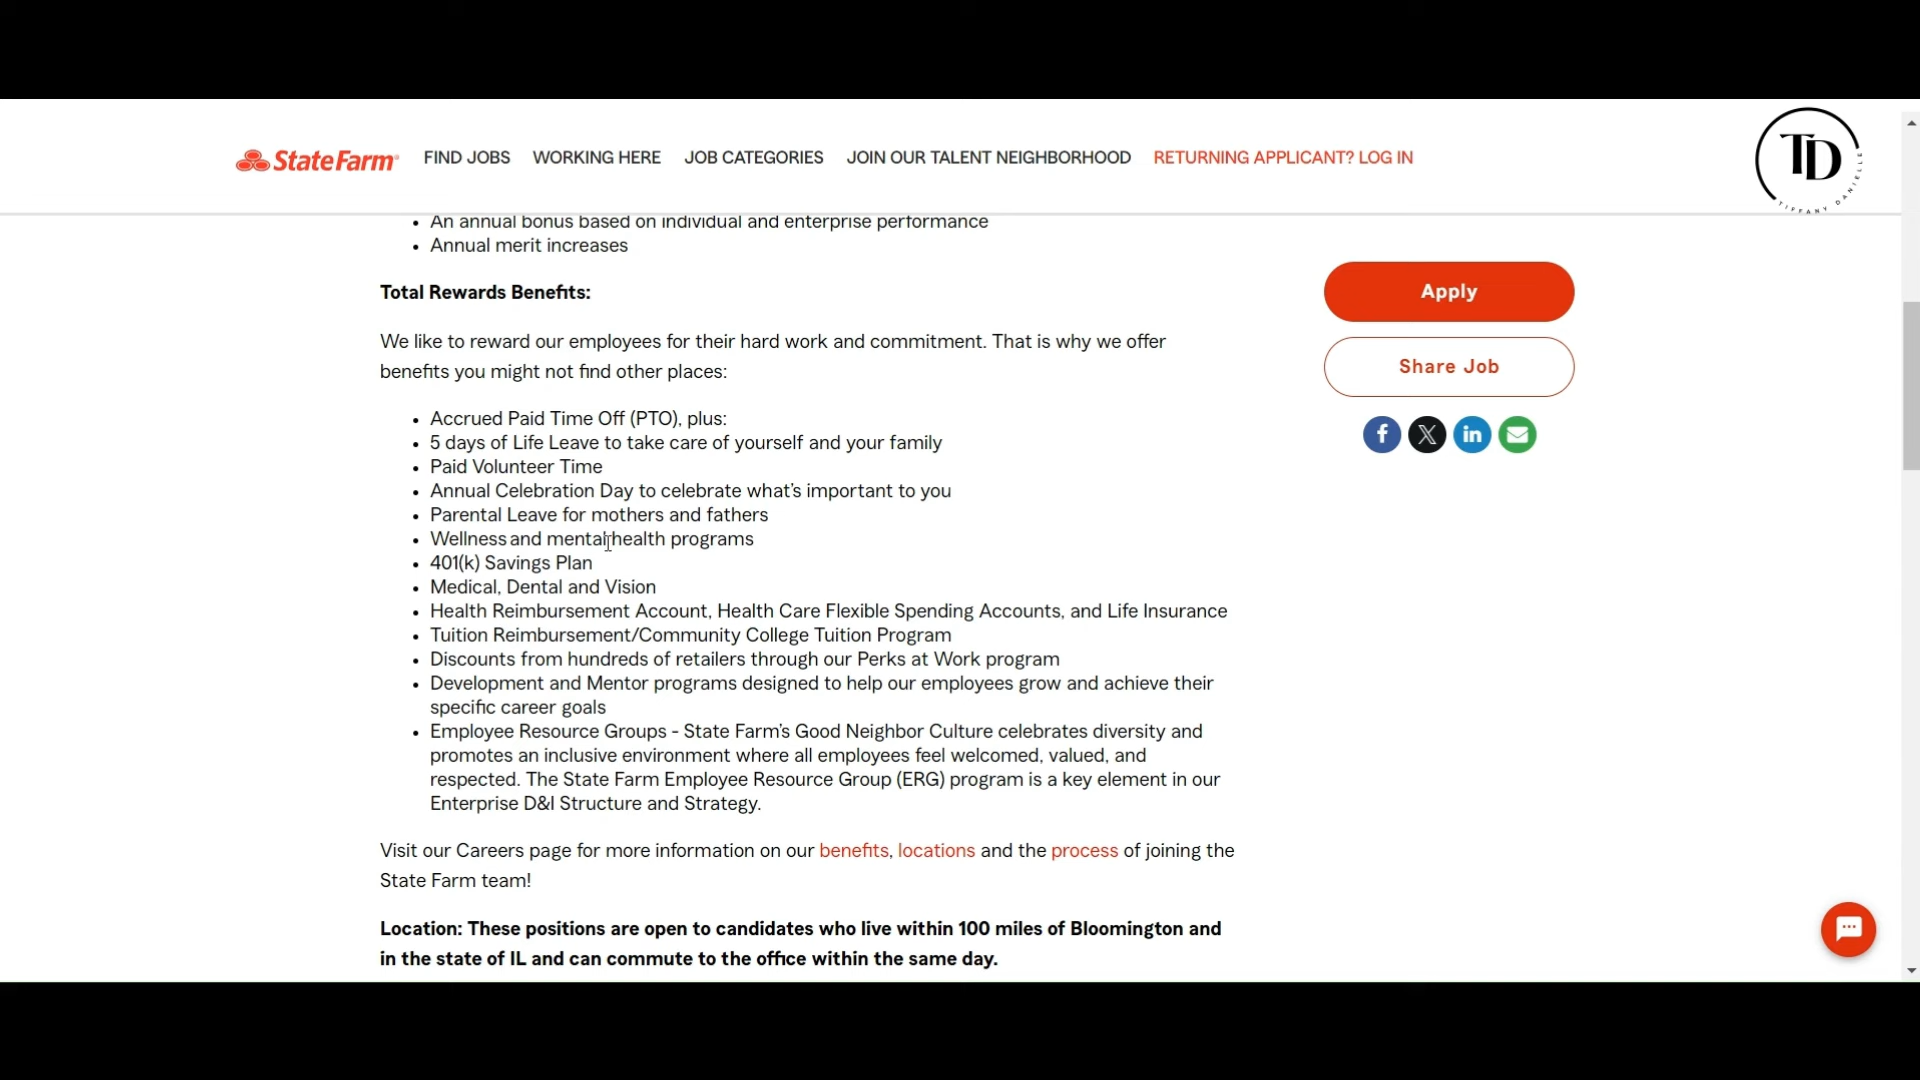 State Farm
FIND JOBS WORKING HERE JOB CATEGORIES JOIN OUR TALENT NEIGHBORHOOD RETURNING APPLICANT? LOG IN
TD
TIFFANY DANIELLE
• An annual bonus based on individual and enterprise performance
• Annual merit increases
Total Rewards Benefits:
We like to reward our employees for their hard work and commitment. That is why we offer
benefits you might not find other places:
• Accrued Paid Time Off (PTO), plus:
• 5 days of Life Leave to take care of yourself and your family
• Paid Volunteer Time
• Annual Celebration Day to celebrate what’s important to you
• Parental Leave for mothers and fathers
• Wellness and mental health programs
• 401(k) Savings Plan
• Medical, Dental and Vision
• Health Reimbursement Account, Health Care Flexible Spending Accounts, and Life Insurance
• Tuition Reimbursement/Community College Tuition Program
• Discounts from hundreds of retailers through our Perks at Work program
• Development and Mentor programs designed to help our employees grow and achieve their
specific career goals
• Employee Resource Groups - State Farm’s Good Neighbor Culture celebrates diversity and
promotes an inclusive environment where all employees feel welcomed, valued, and
respected. The State Farm Employee Resource Group (ERG) program is a key element in our
Enterprise D&I Structure and Strategy.
Visit our Careers page for more information on our benefits, locations and the process of joining the
State Farm team!
Location: These positions are open to candidates who live within 100 miles of Bloomington and
in the state of IL and can commute to the office within the same day.
Apply
Share Job